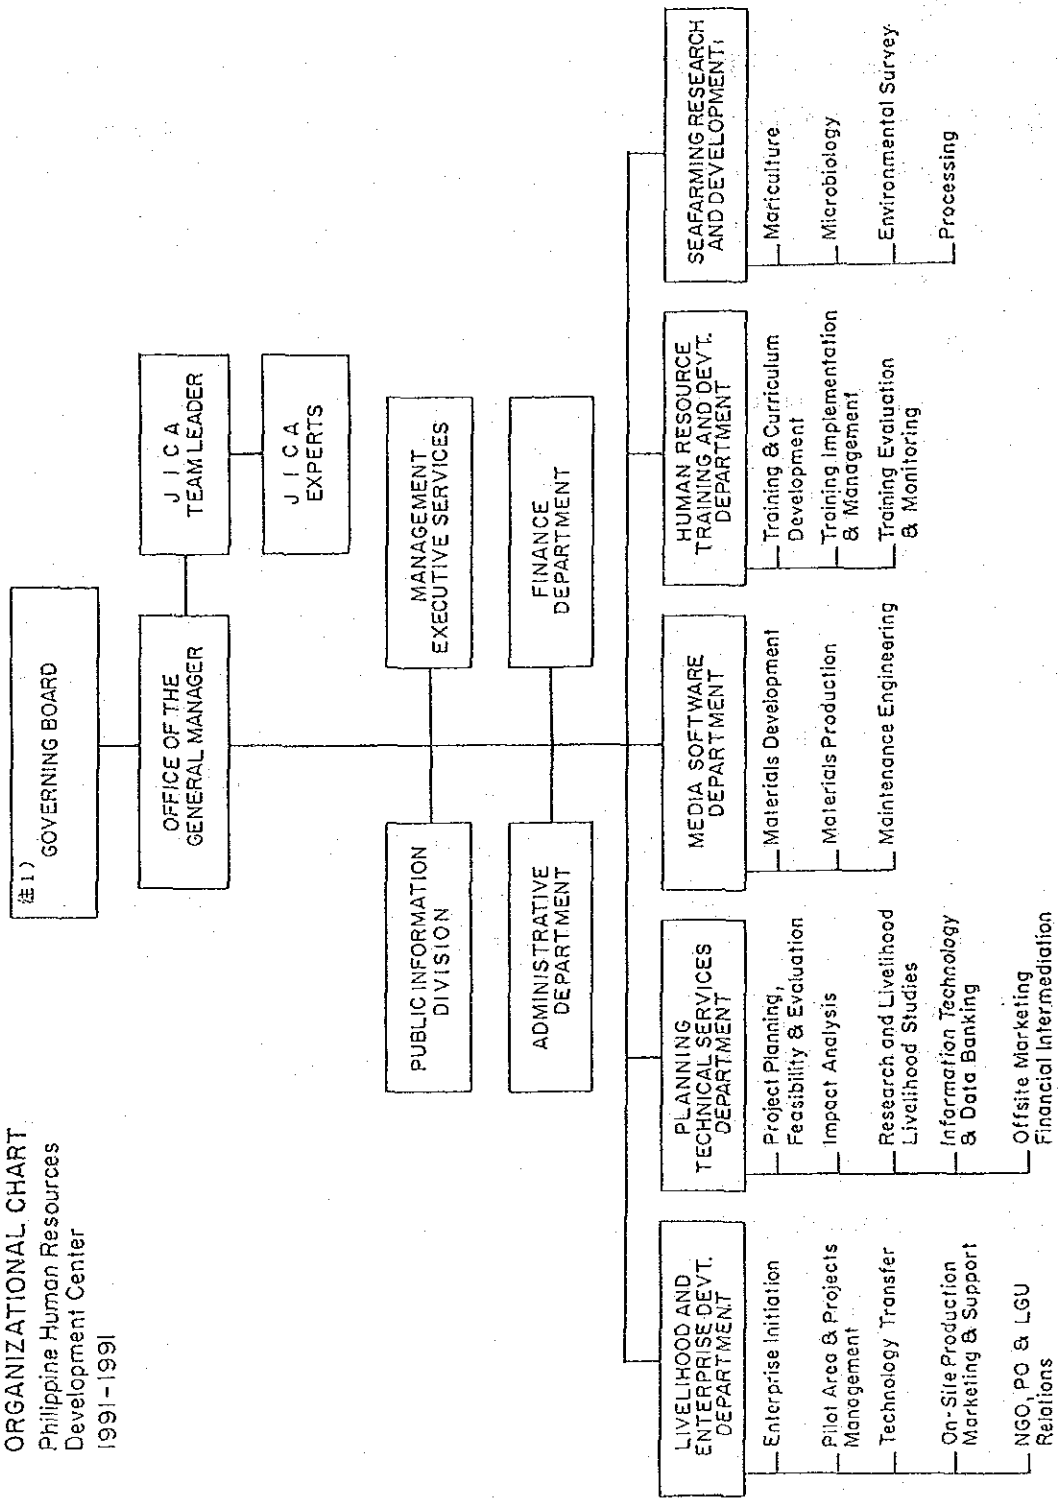 ORGANIZATIONAL CHART
Philippine Human Resources
Development Center
1991-1991
注1)
GOVERNING BOARD
OFFICE OF THE
GENERAL MANAGER
J I C A
TEAM LEADER
J I C A
EXPERTS
PUBLIC INFORMATION
DIVISION
MANAGEMENT
EXECUTIVE SERVICES
ADMINISTRATIVE
DEPARTMENT
FINANCE
DEPARTMENT
LIVELIHOOD AND
ENTERPRISE DEVT.
DEPARTMENT
Enterprise Initiation
Pilot Area & Projects
Management
Technology Transfer
On-Site Production
Marketing & Support
NGO, PO & LGU
Relations
PLANNING
TECHNICAL SERVICES
DEPARTMENT
Project Planning,
Feasibility & Evaluation
Impact Analysis
Research and Livelihood
Livelihood Studies
Information Technology
& Data Banking
Offsite Marketing
Financial Intermediation
MEDIA SOFTWARE
DEPARTMENT
Materials Development
Materials Production
Maintenance Engineering
HUMAN RESOURCE
TRAINING AND DEVT.
DEPARTMENT
Training & Curriculum
Development
Training Implementation
& Management
Training Evaluation
& Monitoring
SEAFARMING RESEARCH
AND DEVELOPMENT
Mariculture
Microbiology
Environmental Survey
Processing